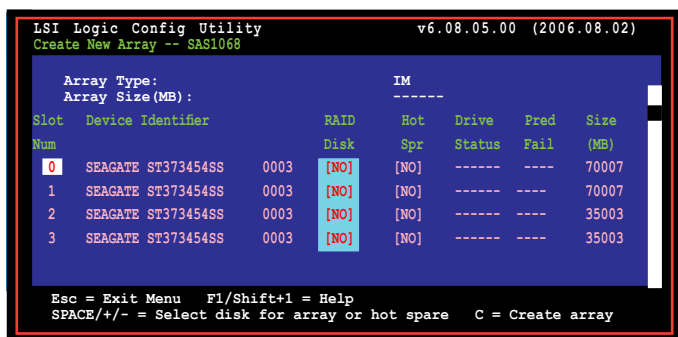 LSI Logic Config Utility v6.08.05.00 (2006.08.02)
Create New Array -- SAS1068
Array Type: IM
Array Size(MB): ------
Slot Device Identifier RAID Hot Drive Pred Size
Num Disk Spr Status Fail (MB)
0 SEAGATE ST373454SS 0003 [NO] [NO] ------ ---- 70007
1 SEAGATE ST373454SS 0003 [NO] [NO] ------ ---- 70007
2 SEAGATE ST373454SS 0003 [NO] [NO] ------ ---- 35003
3 SEAGATE ST373454SS 0003 [NO] [NO] ------ ---- 35003
Esc = Exit Menu F1/Shift+1 = Help
SPACE/+/- = Select disk for array or hot spare C = Create array